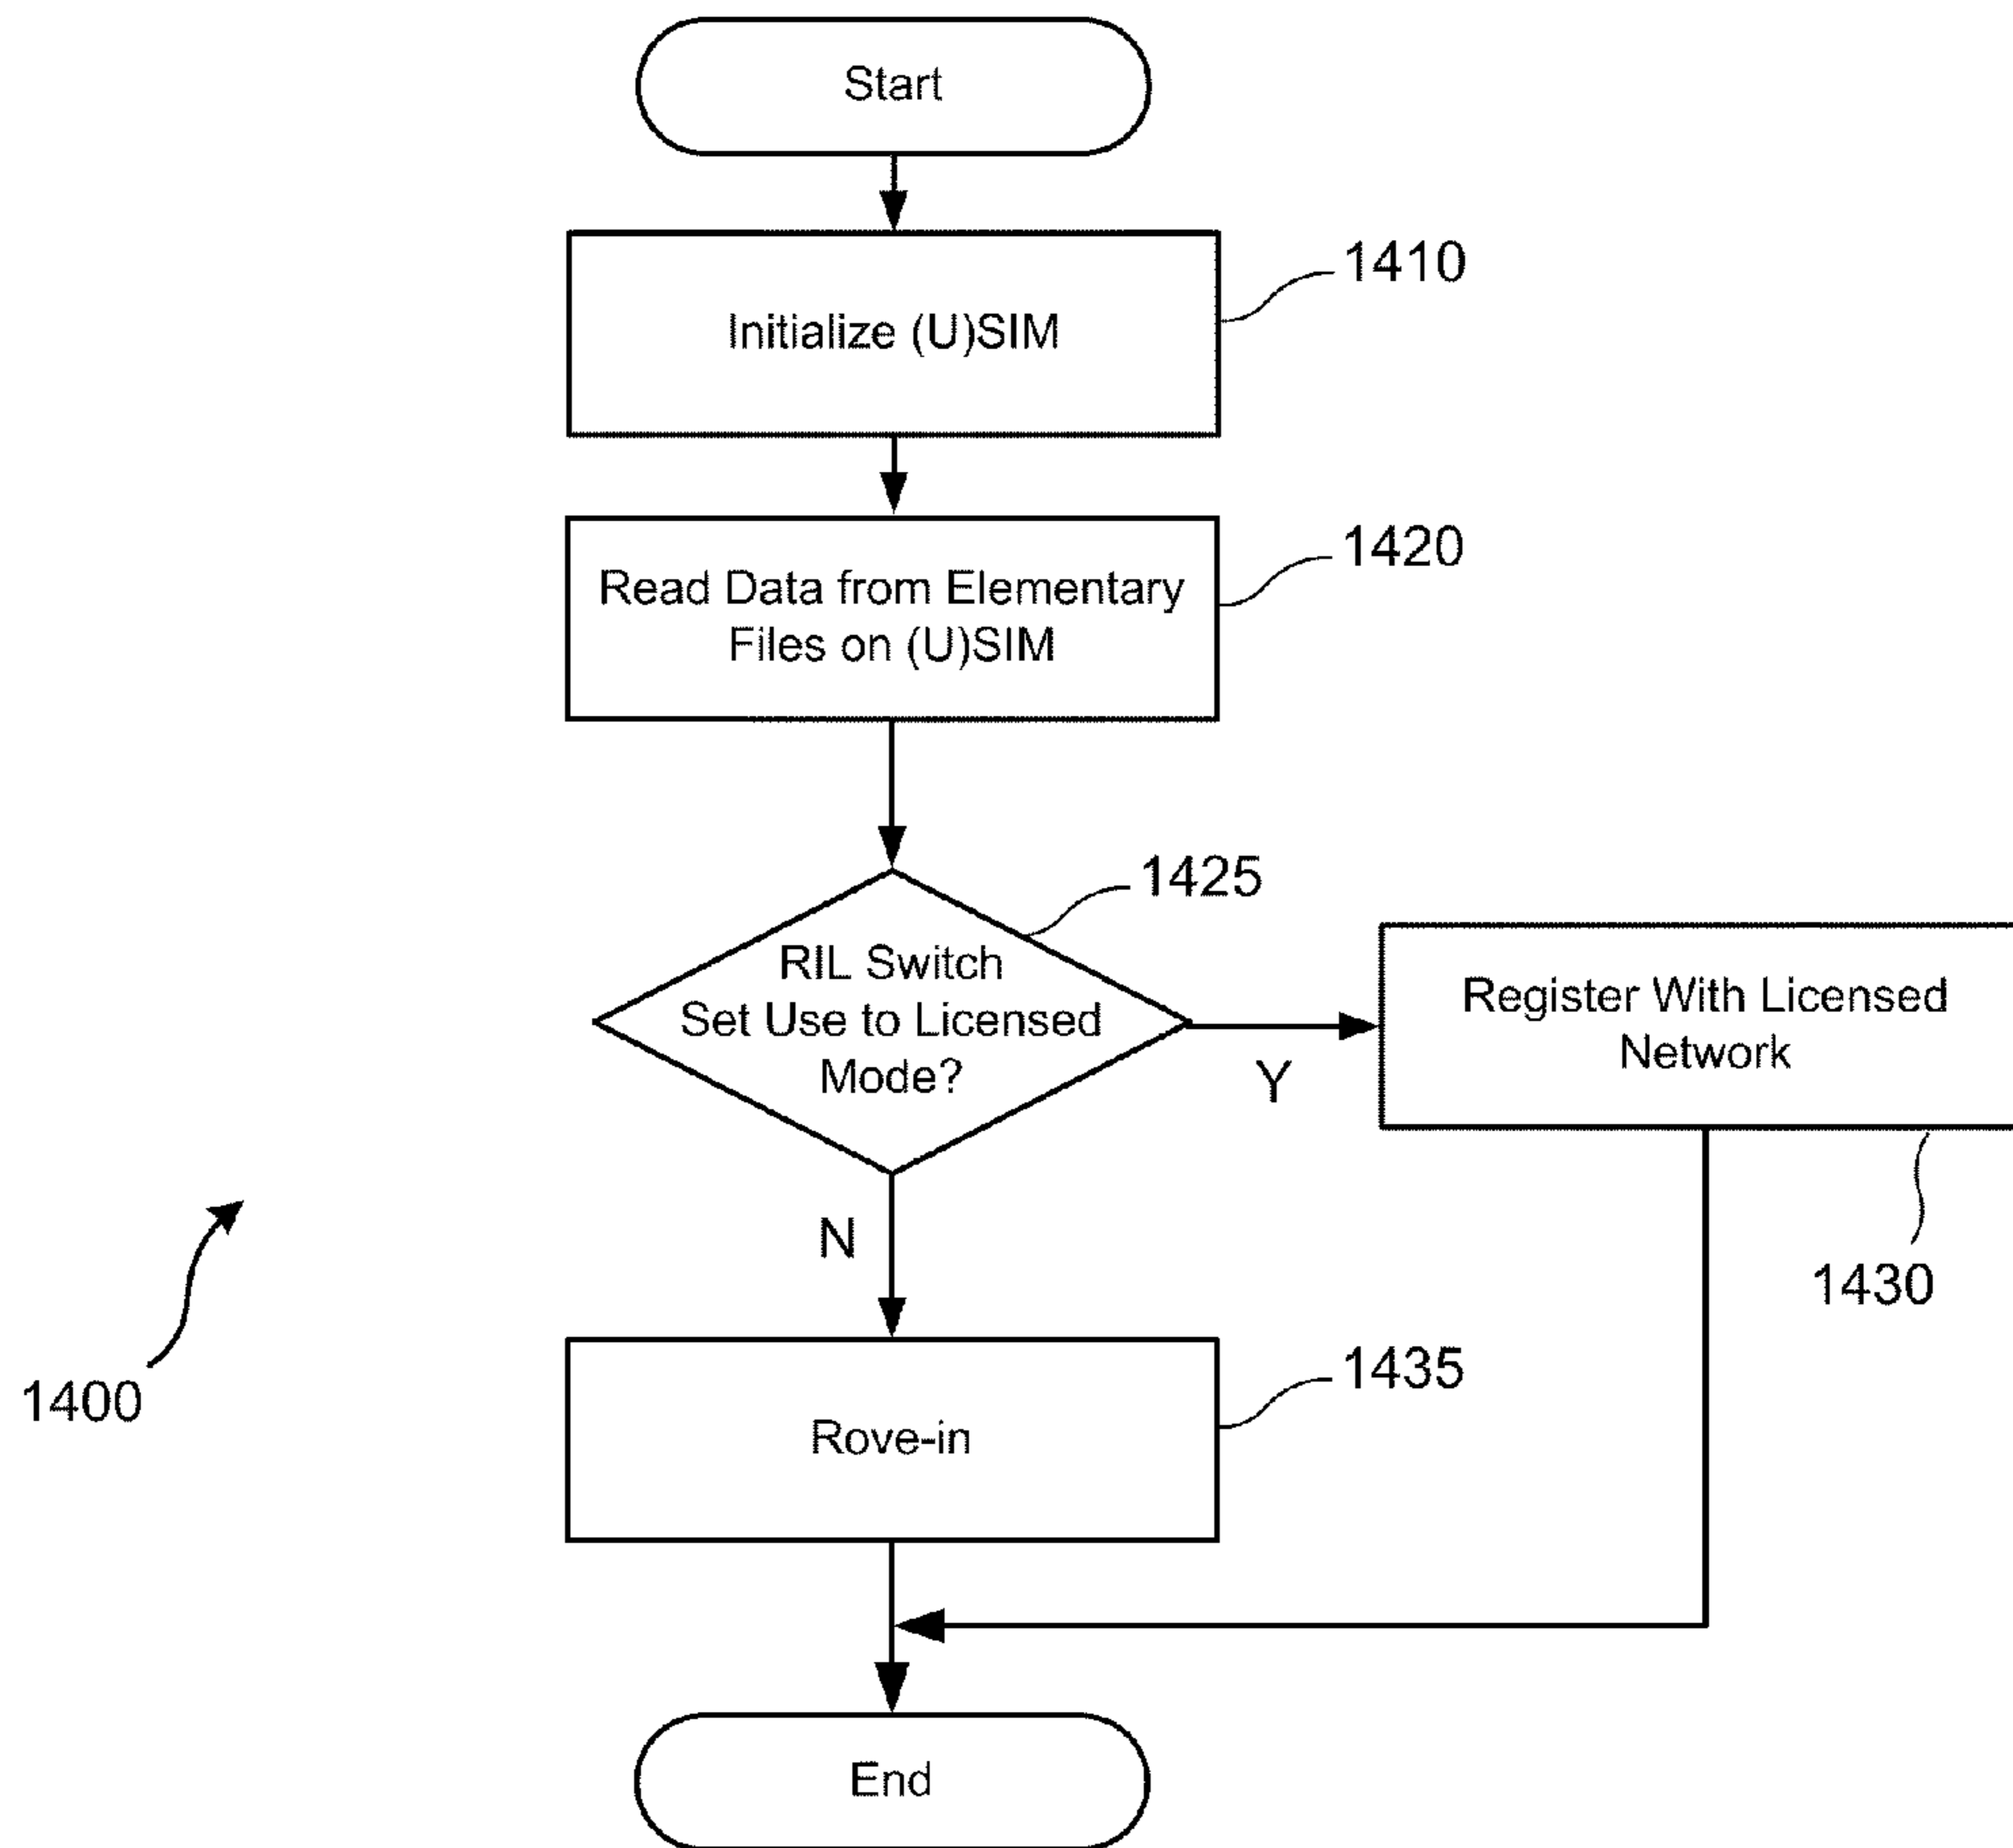 Start
1410
Initialize (U)SIM
1420
Read Data from Elementary
Files on (U)SIM
1425
RIL Switch
Set Use to Licensed
Mode?
Y
Register With Licensed
Network
1430
N
1435
Rove-in
1400
End